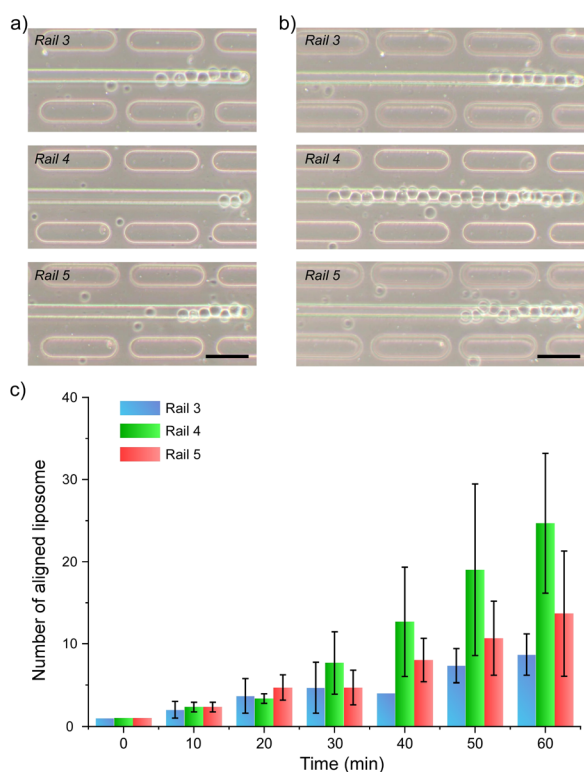 a)
b)
Rail 3
Rail 3
Rail 4
Rail 4
Rail 5
Rail 5
c)
40
30
20
10
0
Number of aligned liposome
Rail 3
Rail 4
Rail 5
0 10 20 30 40 50 60
Time (min)